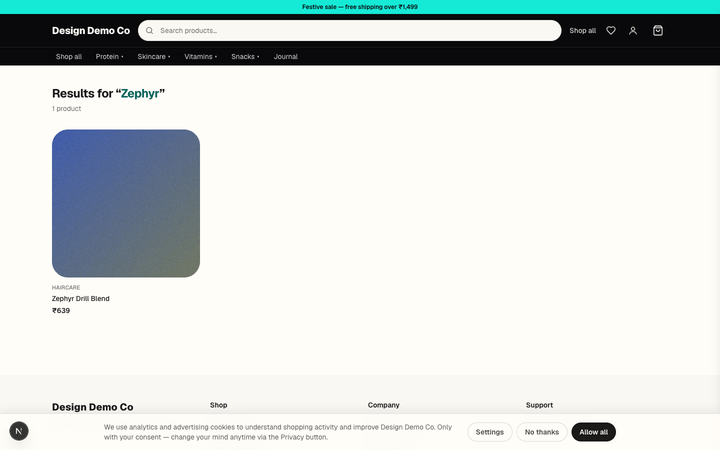 Festive sale — free shipping over ₹1,499
Design Demo Co
Search products...
Shop all
Shop all
Protein
Skincare
Vitamins
Snacks
Journal
Results for “Zephyr”
1 product
HAIRCARE
Zephyr Drill Blend
₹639
Design Demo Co
Shop
Company
Support
We use analytics and advertising cookies to understand shopping activity and improve Design Demo Co. Only
with your consent — change your mind anytime via the Privacy button.
Settings
No thanks
Allow all
N